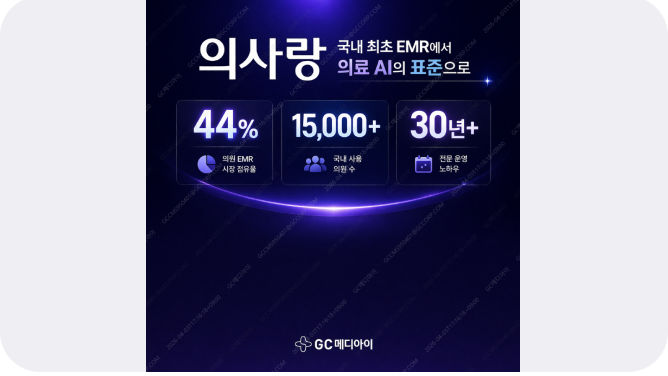 의사랑
국내 최초 EMR에서
의료 AI의 표준으로
44%
의원 EMR
시장 점유율
15,000+
국내 사용
의원 수
30년+
전문 운영
노하우
GC메디아이